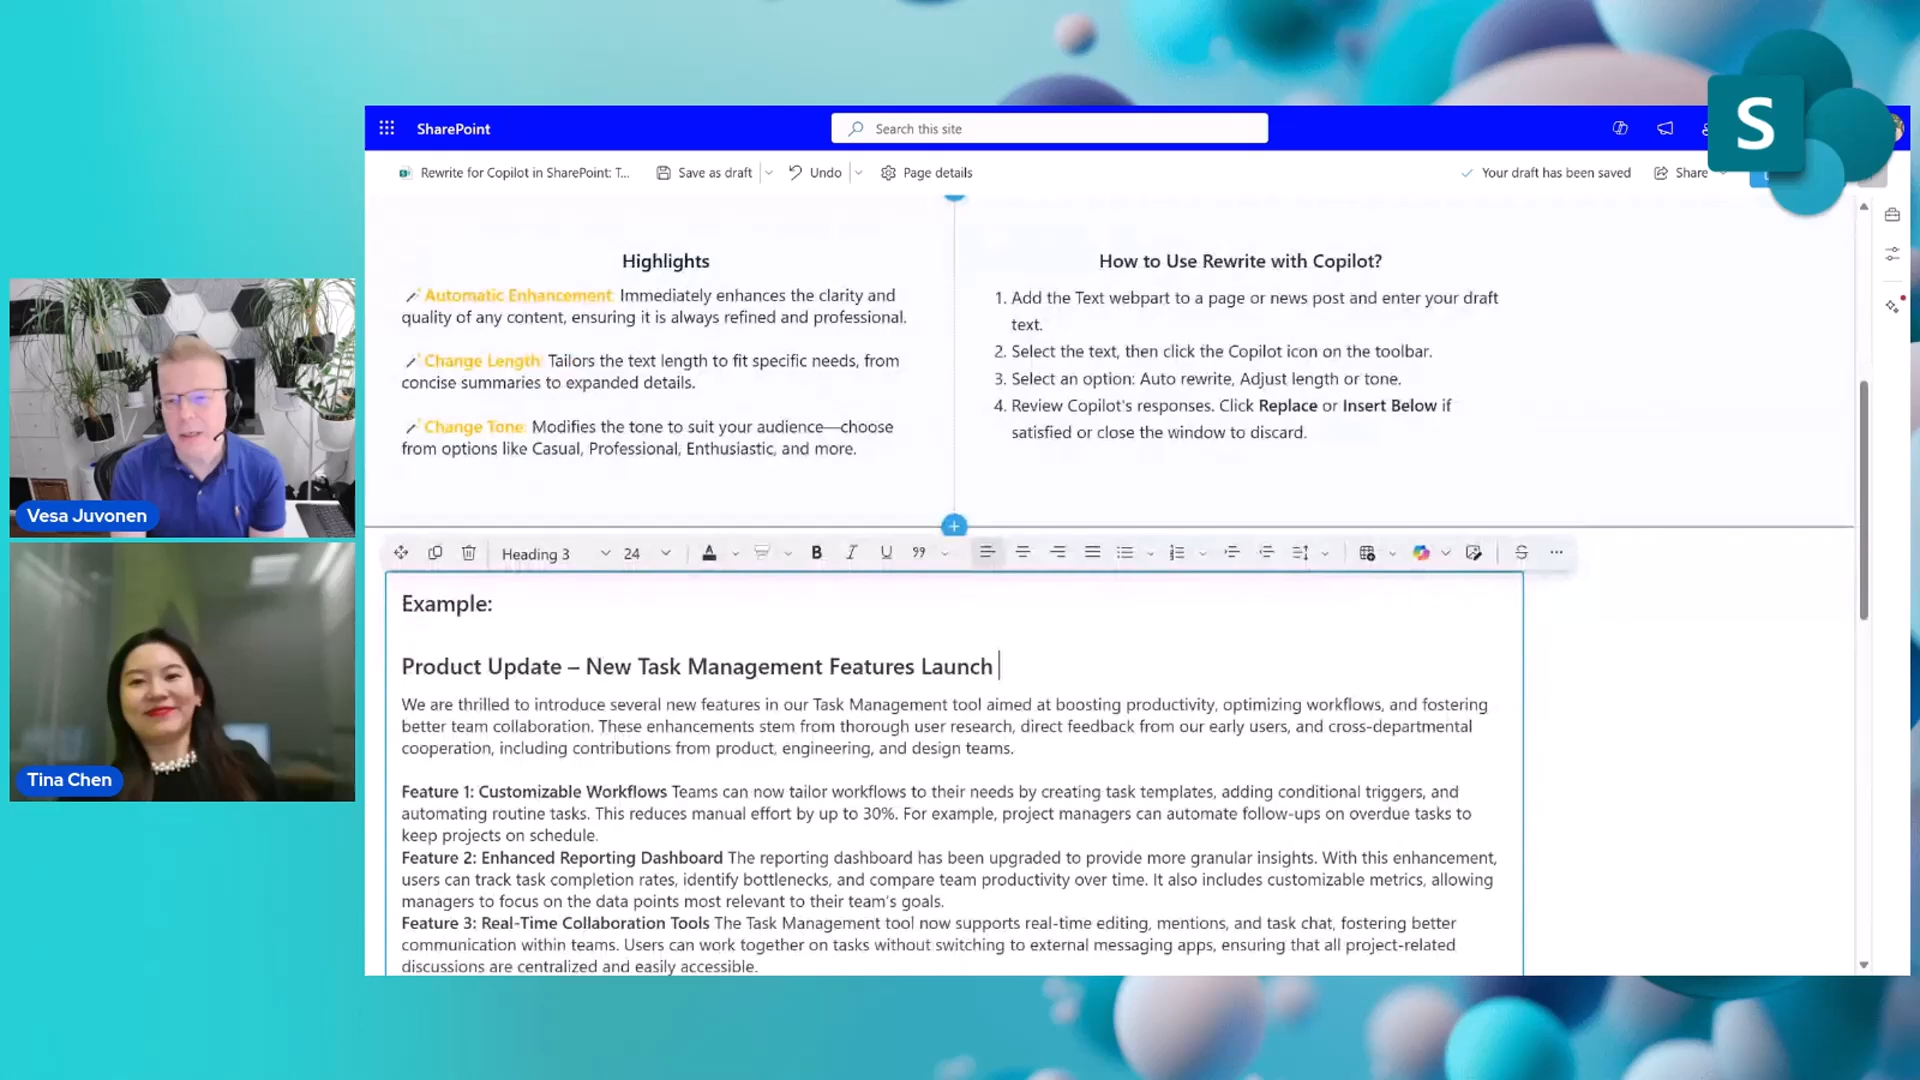 S
SharePoint
Search this site
Rewrite for Copilot in SharePoint: T...
Save as draft
Undo
Page details
Your draft has been saved
Share
Highlights
Automatic Enhancement: Immediately enhances the clarity and
quality of any content, ensuring it is always refined and professional.
Change Length: Tailors the text length to fit specific needs, from
concise summaries to expanded details.
Change Tone: Modifies the tone to suit your audience—choose
from options like Casual, Professional, Enthusiastic, and more.
How to Use Rewrite with Copilot?
1. Add the Text webpart to a page or news post and enter your draft
text.
2. Select the text, then click the Copilot icon on the toolbar.
3. Select an option: Auto rewrite, Adjust length or tone.
4. Review Copilot's responses. Click Replace or Insert Below if
satisfied or close the window to discard.
Vesa Juvonen
Tina Chen
Heading 3
24
Example:
Product Update – New Task Management Features Launch
We are thrilled to introduce several new features in our Task Management tool aimed at boosting productivity, optimizing workflows, and fostering
better team collaboration. These enhancements stem from thorough user research, direct feedback from our early users, and cross-departmental
cooperation, including contributions from product, engineering, and design teams.
Feature 1: Customizable Workflows Teams can now tailor workflows to their needs by creating task templates, adding conditional triggers, and
automating routine tasks. This reduces manual effort by up to 30%. For example, project managers can automate follow-ups on overdue tasks to
keep projects on schedule.
Feature 2: Enhanced Reporting Dashboard The reporting dashboard has been upgraded to provide more granular insights. With this enhancement,
users can track task completion rates, identify bottlenecks, and compare team productivity over time. It also includes customizable metrics, allowing
managers to focus on the data points most relevant to their team's goals.
Feature 3: Real-Time Collaboration Tools The Task Management tool now supports real-time editing, mentions, and task chat, fostering better
communication within teams. Users can work together on tasks without switching to external messaging apps, ensuring that all project-related
discussions are centralized and easily accessible.